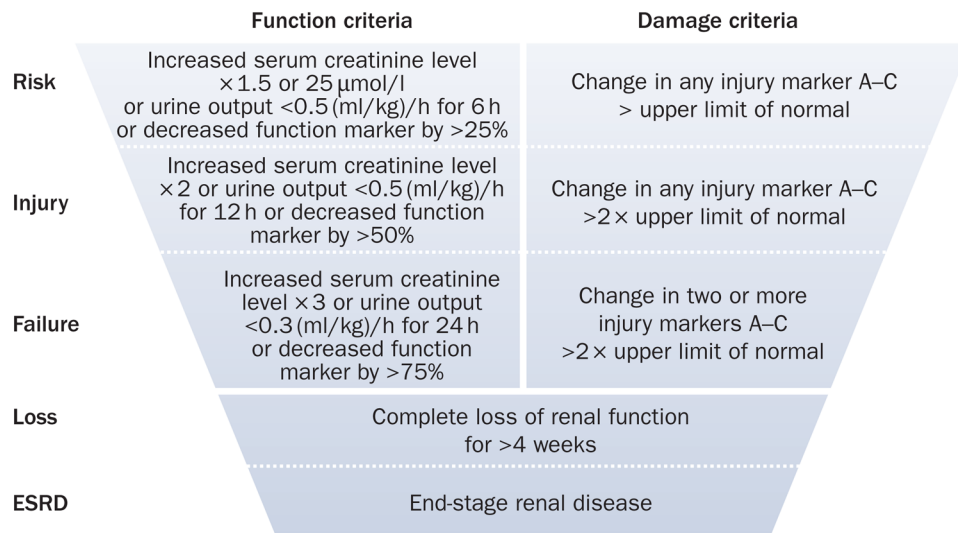 Function criteria
Damage criteria
Risk
Increased serum creatinine level
×1.5 or 25 μmol/l
or urine output <0.5 (ml/kg)/h for 6 h
or decreased function marker by >25%
Change in any injury marker A–C
> upper limit of normal
Injury
Increased serum creatinine level
×2 or urine output <0.5 (ml/kg)/h
for 12 h or decreased function
marker by >50%
Change in any injury marker A–C
>2× upper limit of normal
Failure
Increased serum creatinine
level ×3 or urine output
<0.3 (ml/kg)/h for 24 h
or decreased function
marker by >75%
Change in two or more
injury markers A–C
>2× upper limit of normal
Loss
Complete loss of renal function
for >4 weeks
ESRD
End-stage renal disease